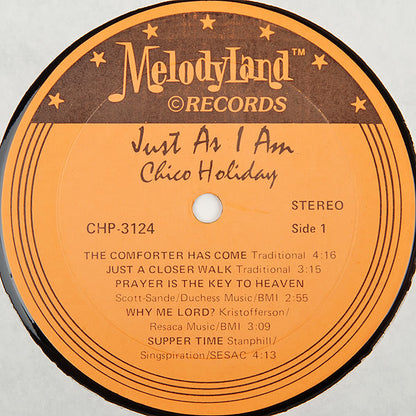 MelodyLand™
©RECORDS
Just As I Am
Chico Holiday
STEREO
CHP-3124
Side 1
THE COMFORTER HAS COME Traditional 4:16
JUST A CLOSER WALK Traditional 3:15
PRAYER IS THE KEY TO HEAVEN
Scott-Sande/Duchess Music/BMI 2:55
WHY ME LORD? Kristofferson/
Resaca Music/BMI 3:09
SUPPER TIME Stanphill/
Singspiration/SESAC 4:13